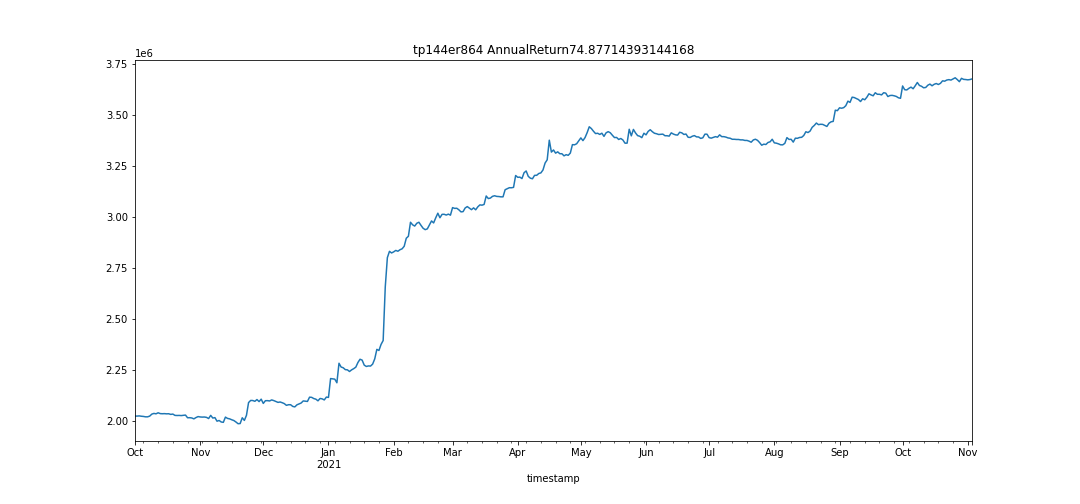 tp144er864 AnnualReturn74.87714393144168
1e6
3.75
3.50
3.25
3.00
2.75
2.50
2.25
2.00
Oct Nov Dec Jan Feb Mar Apr May Jun Jul Aug Sep Oct Nov
2021
timestamp